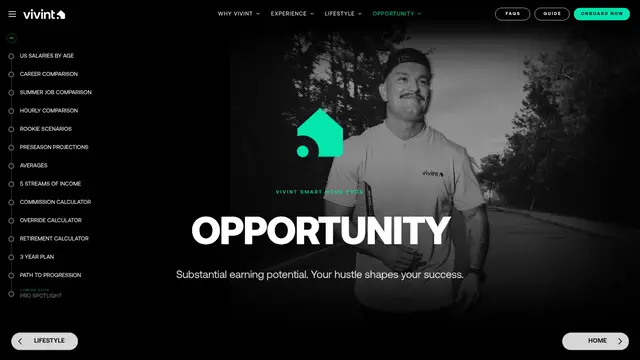 vivint
WHY VIVINT
EXPERIENCE
LIFESTYLE
OPPORTUNITY
FAQS
GUIDE
ONBOARD NOW
US SALARIES BY AGE
CAREER COMPARISON
SUMMER JOB COMPARISON
HOURLY COMPARISON
ROOKIE SCENARIOS
PRESEASON PROJECTIONS
AVERAGES
5 STREAMS OF INCOME
COMMISSION CALCULATOR
OVERRIDE CALCULATOR
RETIREMENT CALCULATOR
3 YEAR PLAN
PATH TO PROGRESSION
COMING SOON
PRO SPOTLIGHT
vivint
VIVINT SMART HOME PROS
OPPORTUNITY
Substantial earning potential. Your hustle shapes your success.
LIFESTYLE
HOME